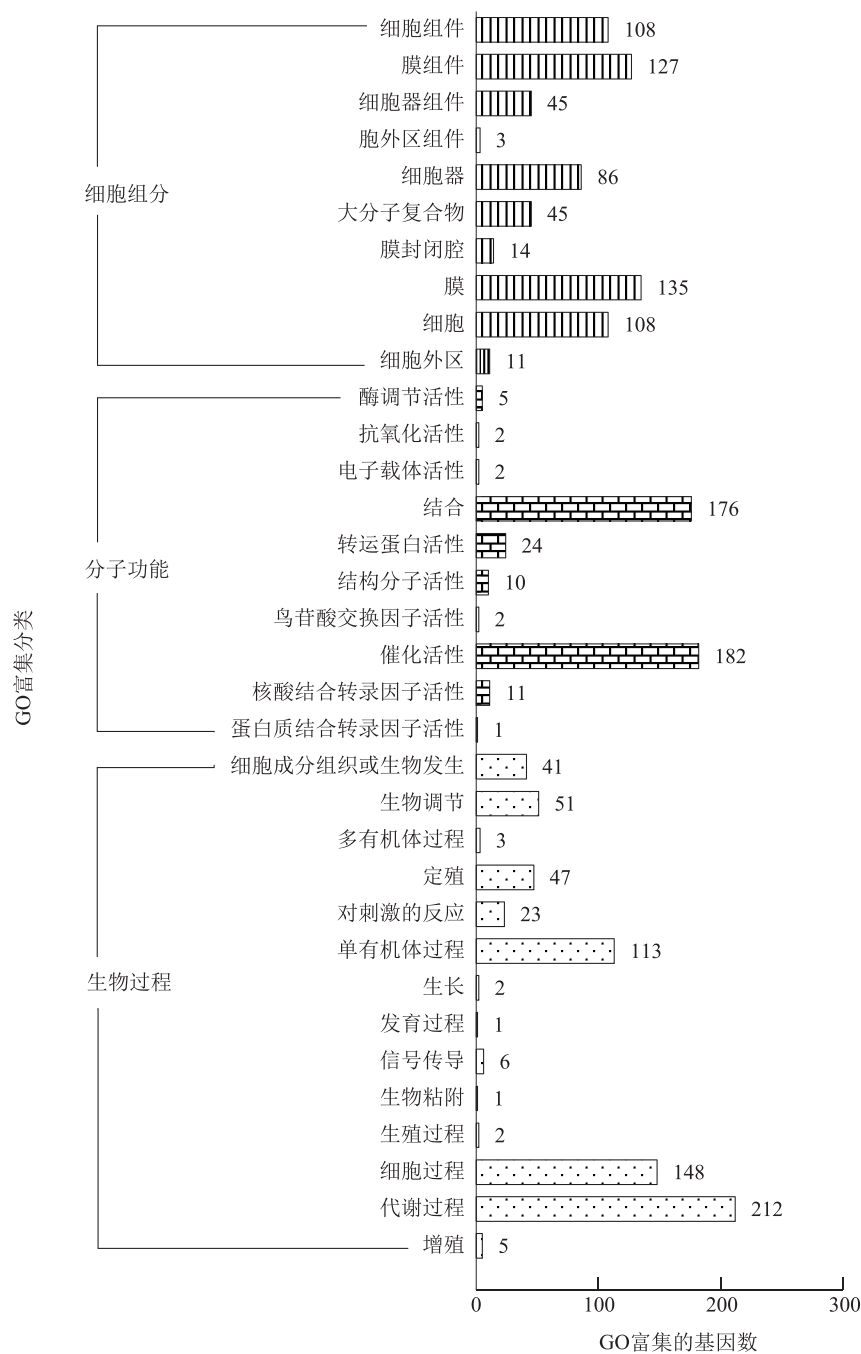 细胞组件 108
膜组件 127
细胞器组件 45
胞外区组件 3
细胞器 86
细胞组分
大分子复合物 45
膜封闭腔 14
膜 135
细胞 108
细胞外区 11
酶调节活性 5
抗氧化活性 2
电子载体活性 2
结合 176
转运蛋白活性 24
分子功能
结构分子活性 10
鸟苷酸交换因子活性 2
催化活性 182
GO富集分类
核酸结合转录因子活性 11
蛋白质结合转录因子活性 1
细胞成分组织或生物发生 41
生物调节 51
多有机体过程 3
定殖 47
对刺激的反应 23
单有机体过程 113
生物过程
生长 2
发育过程 1
信号传导 6
生物粘附 1
生殖过程 2
细胞过程 148
代谢过程 212
增殖 5
0 100 200 300
GO富集的基因数